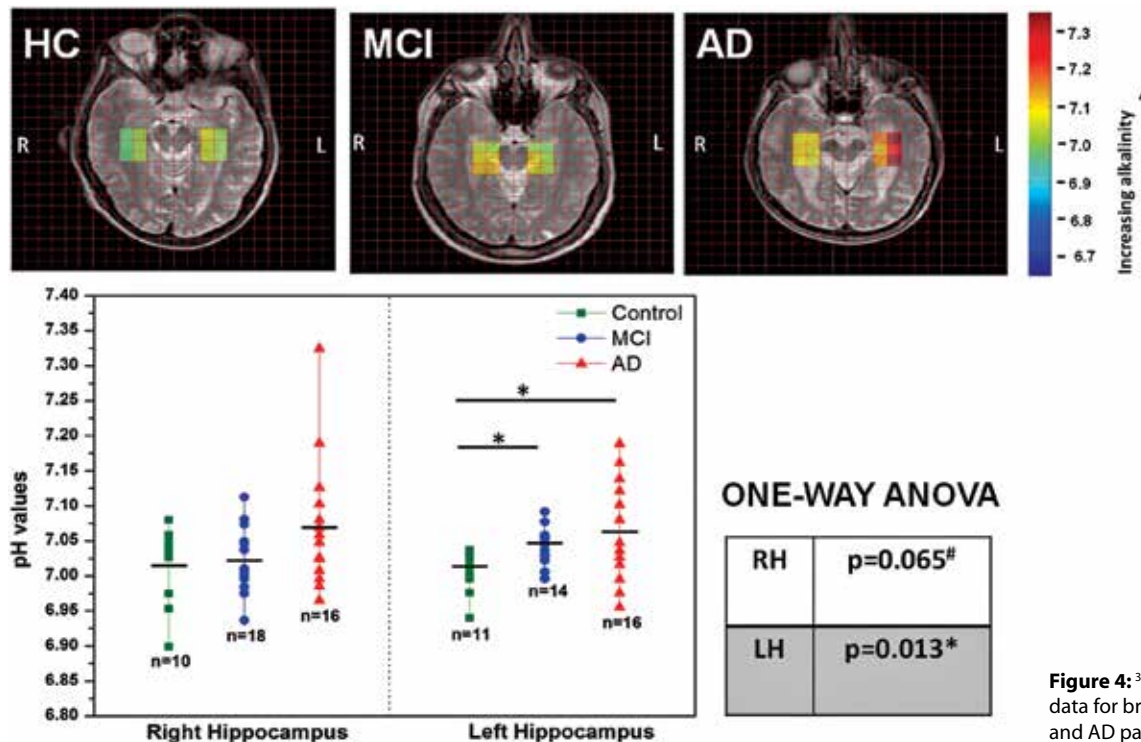 HC
MCI
AD
R
L
R
L
R
L
7.3
7.2
7.1
7.0
6.9
6.8
6.7
Increasing alkalinity
7.40
7.35
7.30
7.25
7.20
7.15
7.10
7.05
7.00
6.95
6.90
6.85
6.80
pH values
Control
MCI
AD
*
*
n=10
n=18
n=16
n=11
n=14
n=16
Right Hippocampus
Left Hippocampus
ONE-WAY ANOVA
RH p=0.065#
LH p=0.013*
Figure 4: 3
data for br
and AD pa